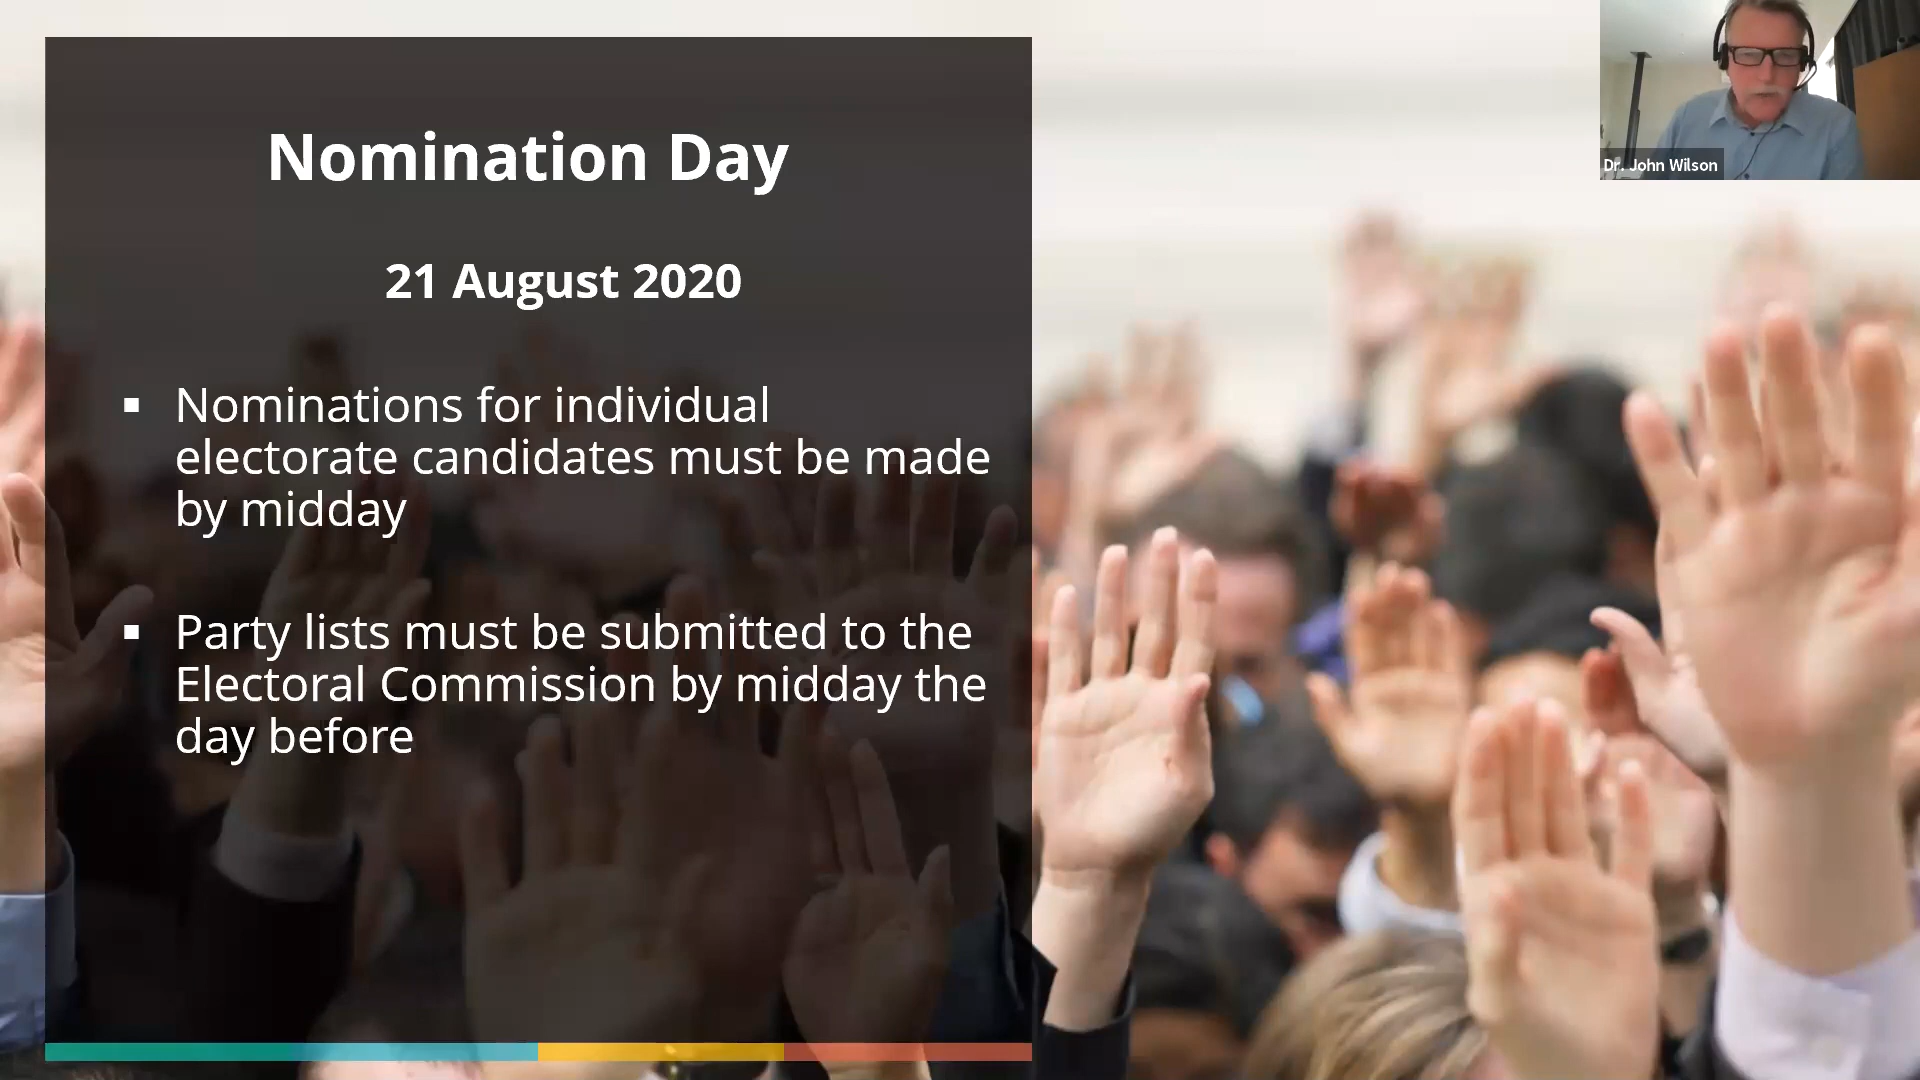 Nomination Day
21 August 2020
▪ Nominations for individual
electorate candidates must be made
by midday
▪ Party lists must be submitted to the
Electoral Commission by midday the
day before
Dr. John Wilson